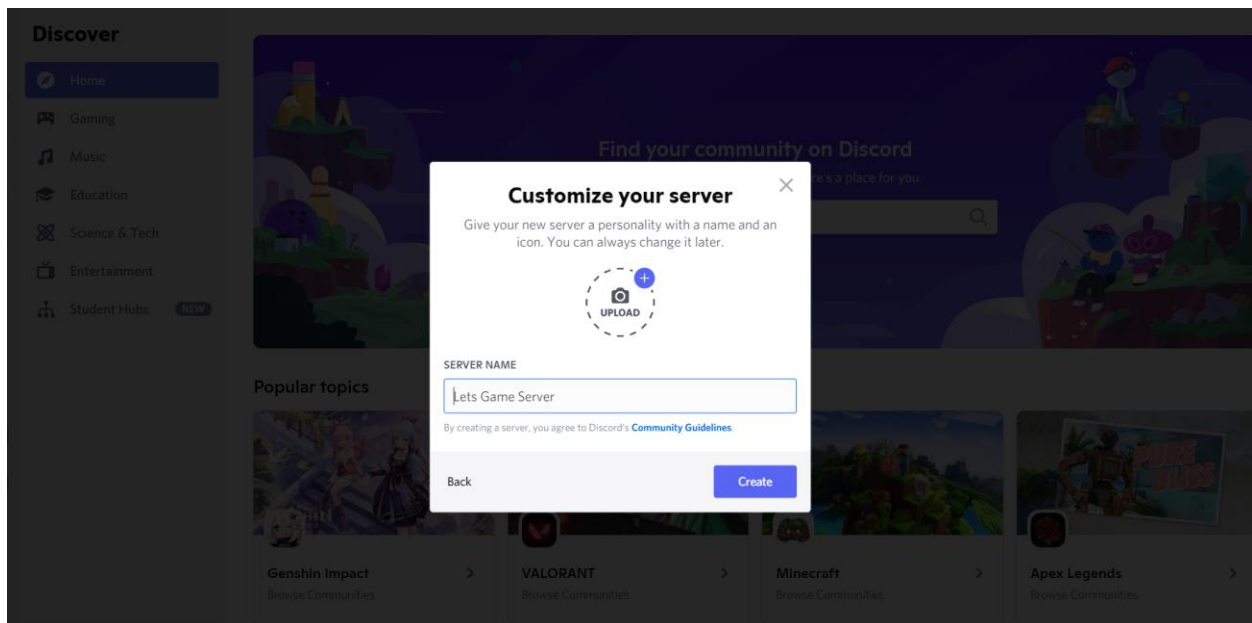 Discover
Home
Gaming
Music
Education
Science & Tech
Entertainment
Student Hubs NEW
Find your community on Discord
re's a place for you.
Customize your server
Give your new server a personality with a name and an
icon. You can always change it later.
UPLOAD
SERVER NAME
Lets Game Server
By creating a server, you agree to Discord's Community Guidelines.
Back
Create
Popular topics
PURE
BLISS
Genshin Impact
Browse Communities
VALORANT
Browse Communities
Minecraft
Browse Communities
Apex Legends
Browse Communities